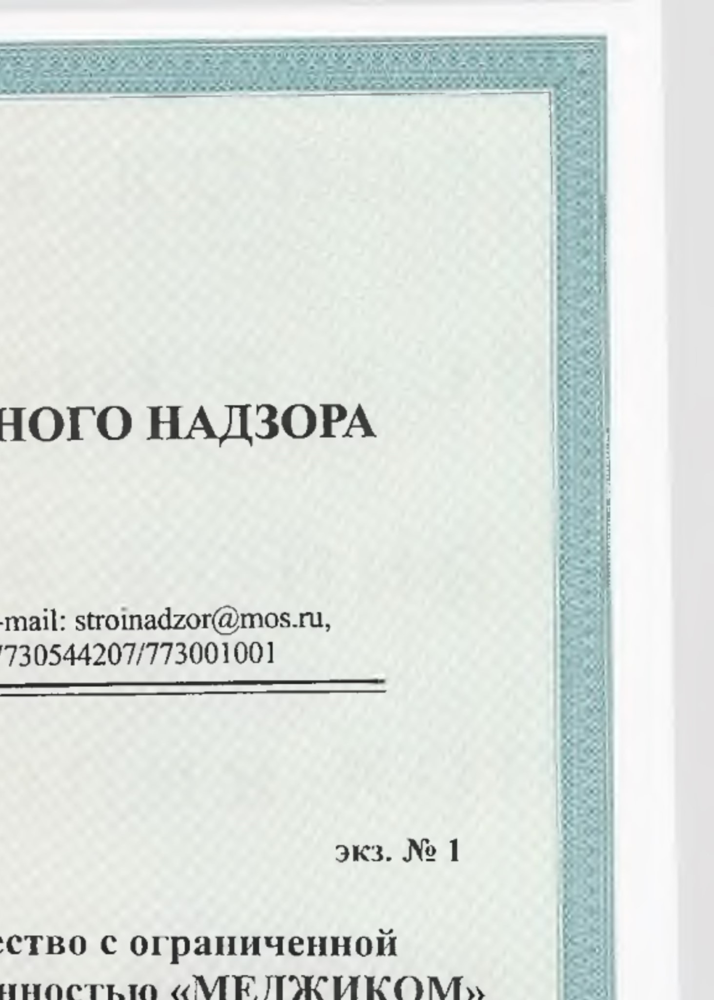 НОГО НАДЗОРА
-mail: stroinadzor@mos.ru,
7730544207/773001001
экз. № 1
ество с ограниченной
нностью «МЕДЖИКОМ»